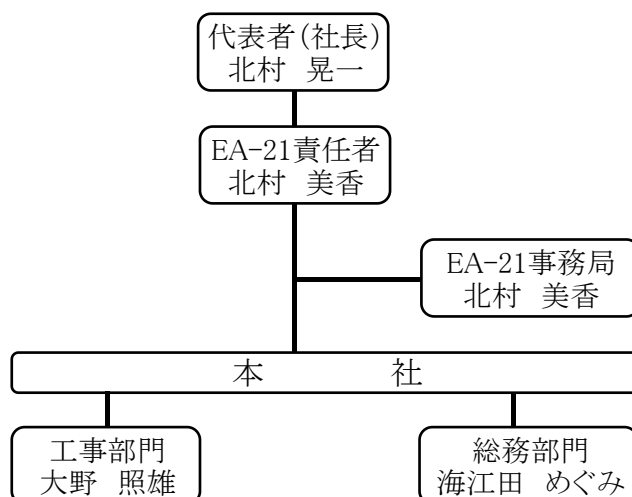 代表者(社長)
北村　晃一
EA-21責任者
北村　美香
EA-21事務局
北村　美香
本　　　社
工事部門
大野　照雄
総務部門
海江田　めぐみ